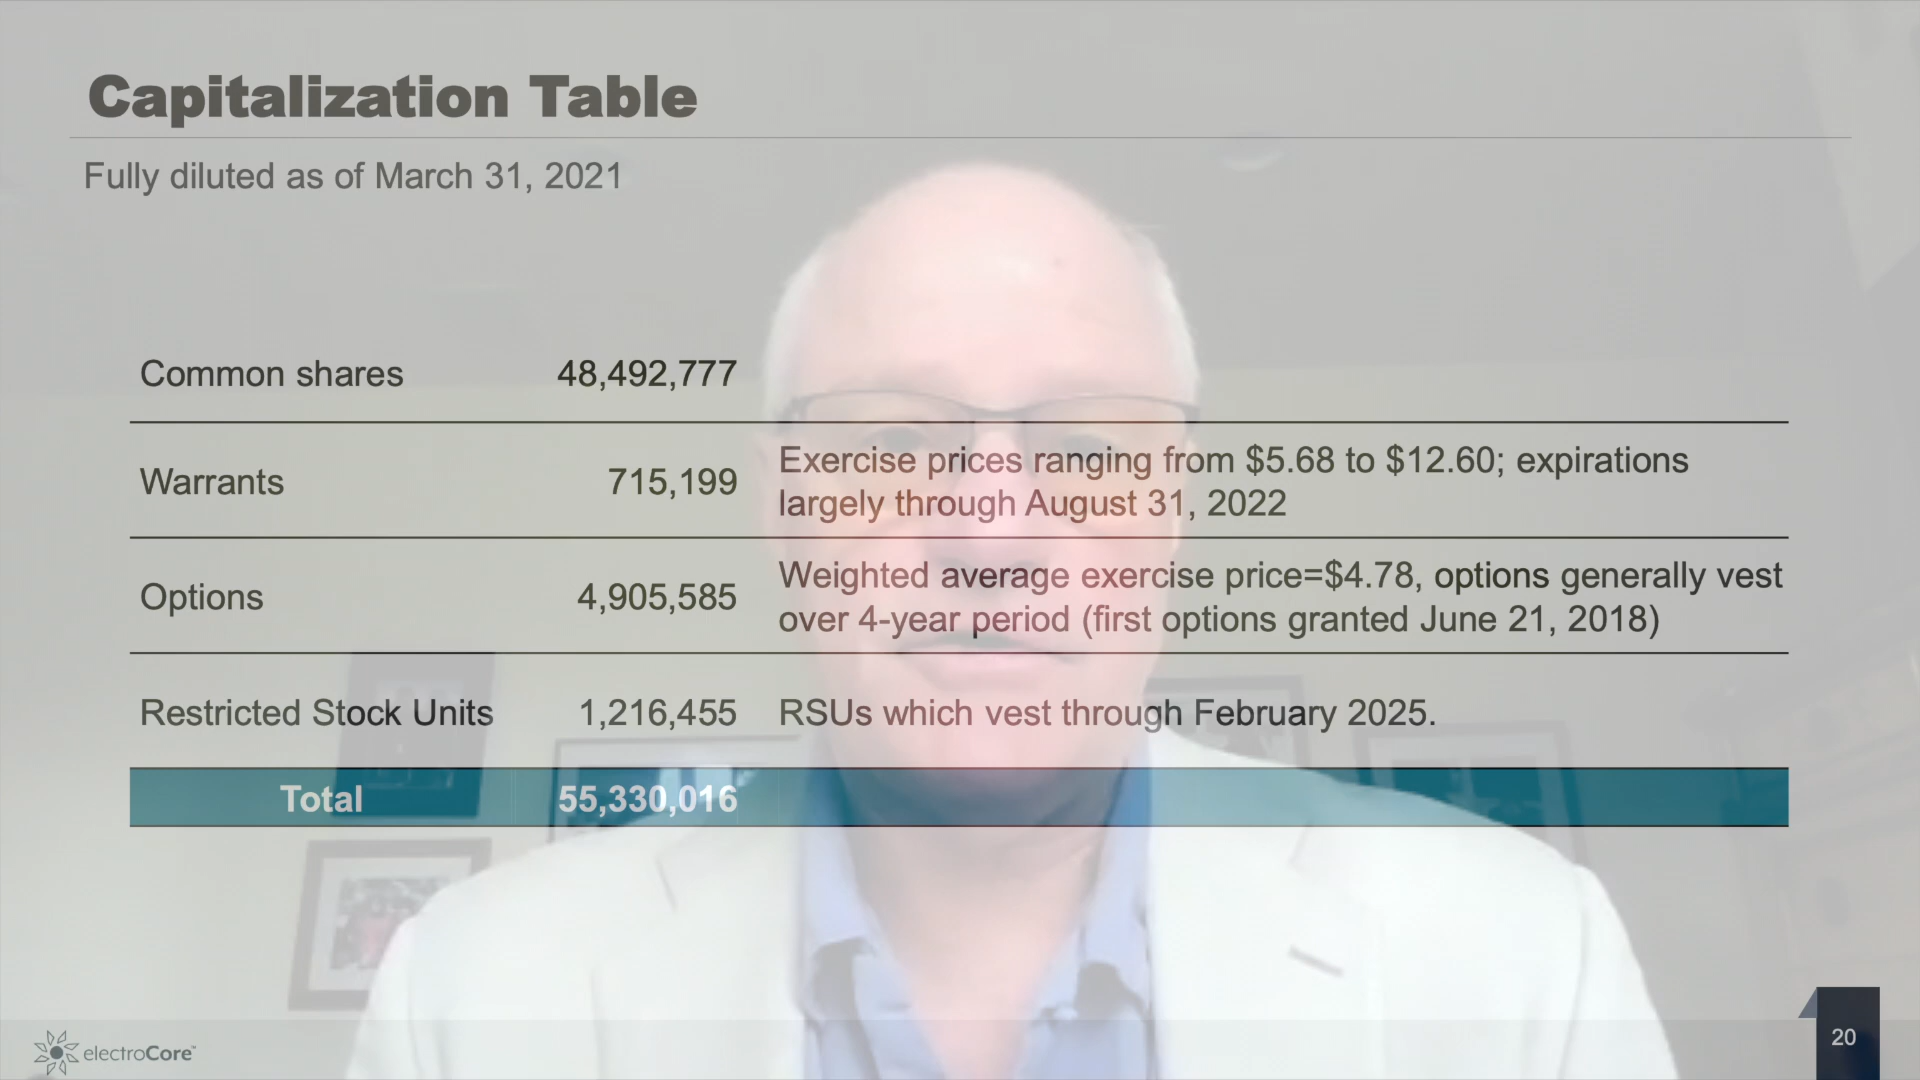 Capitalization Table
Fully diluted as of March 31, 2021
Common shares 48,492,777
Warrants 715,199 Exercise prices ranging from $5.68 to $12.60; expirations
largely through August 31, 2022
Options 4,905,585 Weighted average exercise price=$4.78, options generally vest
over 4-year period (first options granted June 21, 2018)
Restricted Stock Units 1,216,455 RSUs which vest through February 2025.
Total 55,330,016
electroCore™
20